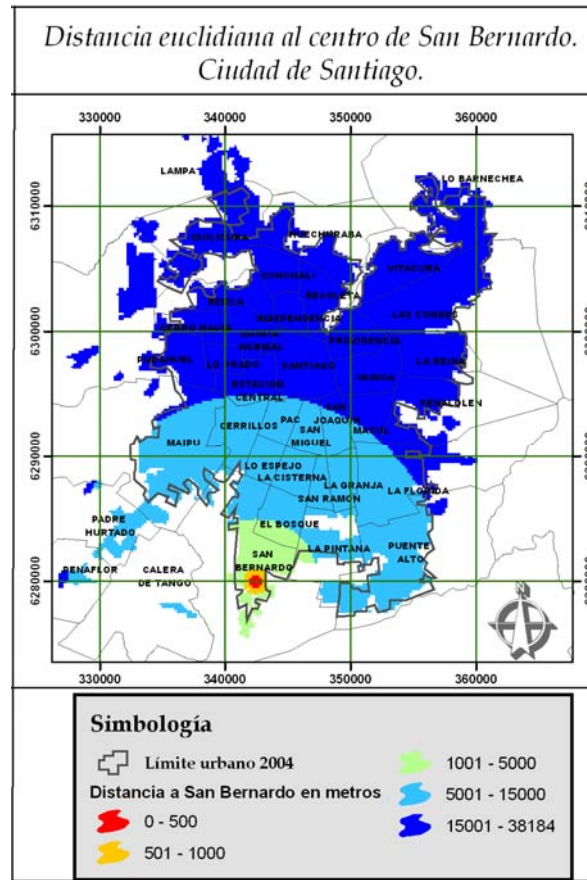 Distancia euclidiana al centro de San Bernardo.
Ciudad de Santiago.
330000 340000 350000 360000
LAMPA
LO BARNECHEA
6310000
QUILICURA
HUECHURABA
CONCHALI
VITACURA
RENCA
RECOLETA
INDEPENDENCIA
LAS CONDES
6300000
CERRO NAVIA
QUINTA
NORMAL
PROVIDENCIA
PUDAHUEL
LO PRADO
SANTIAGO
LA REINA
ÑUÑOA
ESTACION
CENTRAL
PEÑALOLEN
SAN
JOAQUIN
CERRILLOS
PAC
SAN
MIGUEL
MACUL
MAIPU
6290000
LO ESPEJO
LA CISTERNA
LA GRANJA
LA FLORIDA
SAN RAMON
PADRE
HURTADO
EL BOSQUE
LA PINTANA
PUENTE
ALTO
SAN
BERNARDO
PEÑAFLOR
CALERA
DE TANGO
6280000
N
330000 340000 350000 360000
Simbología
Límite urbano 2004
Distancia a San Bernardo en metros
0 - 500
501 - 1000
1001 - 5000
5001 - 15000
15001 - 38184